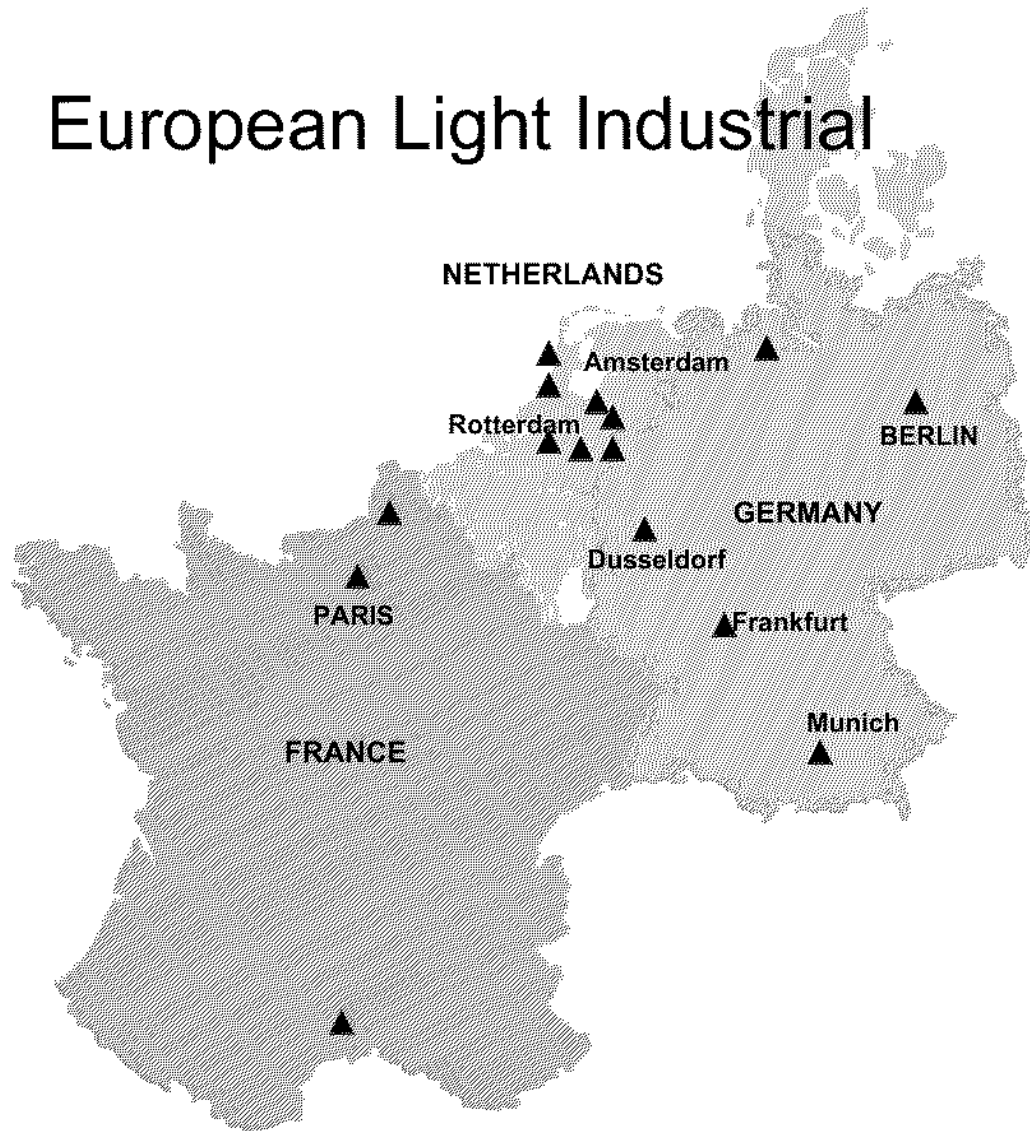 European Light Industrial
NETHERLANDS
Amsterdam
Rotterdam
BERLIN
GERMANY
Dusseldorf
PARIS
Frankfurt
Munich
FRANCE